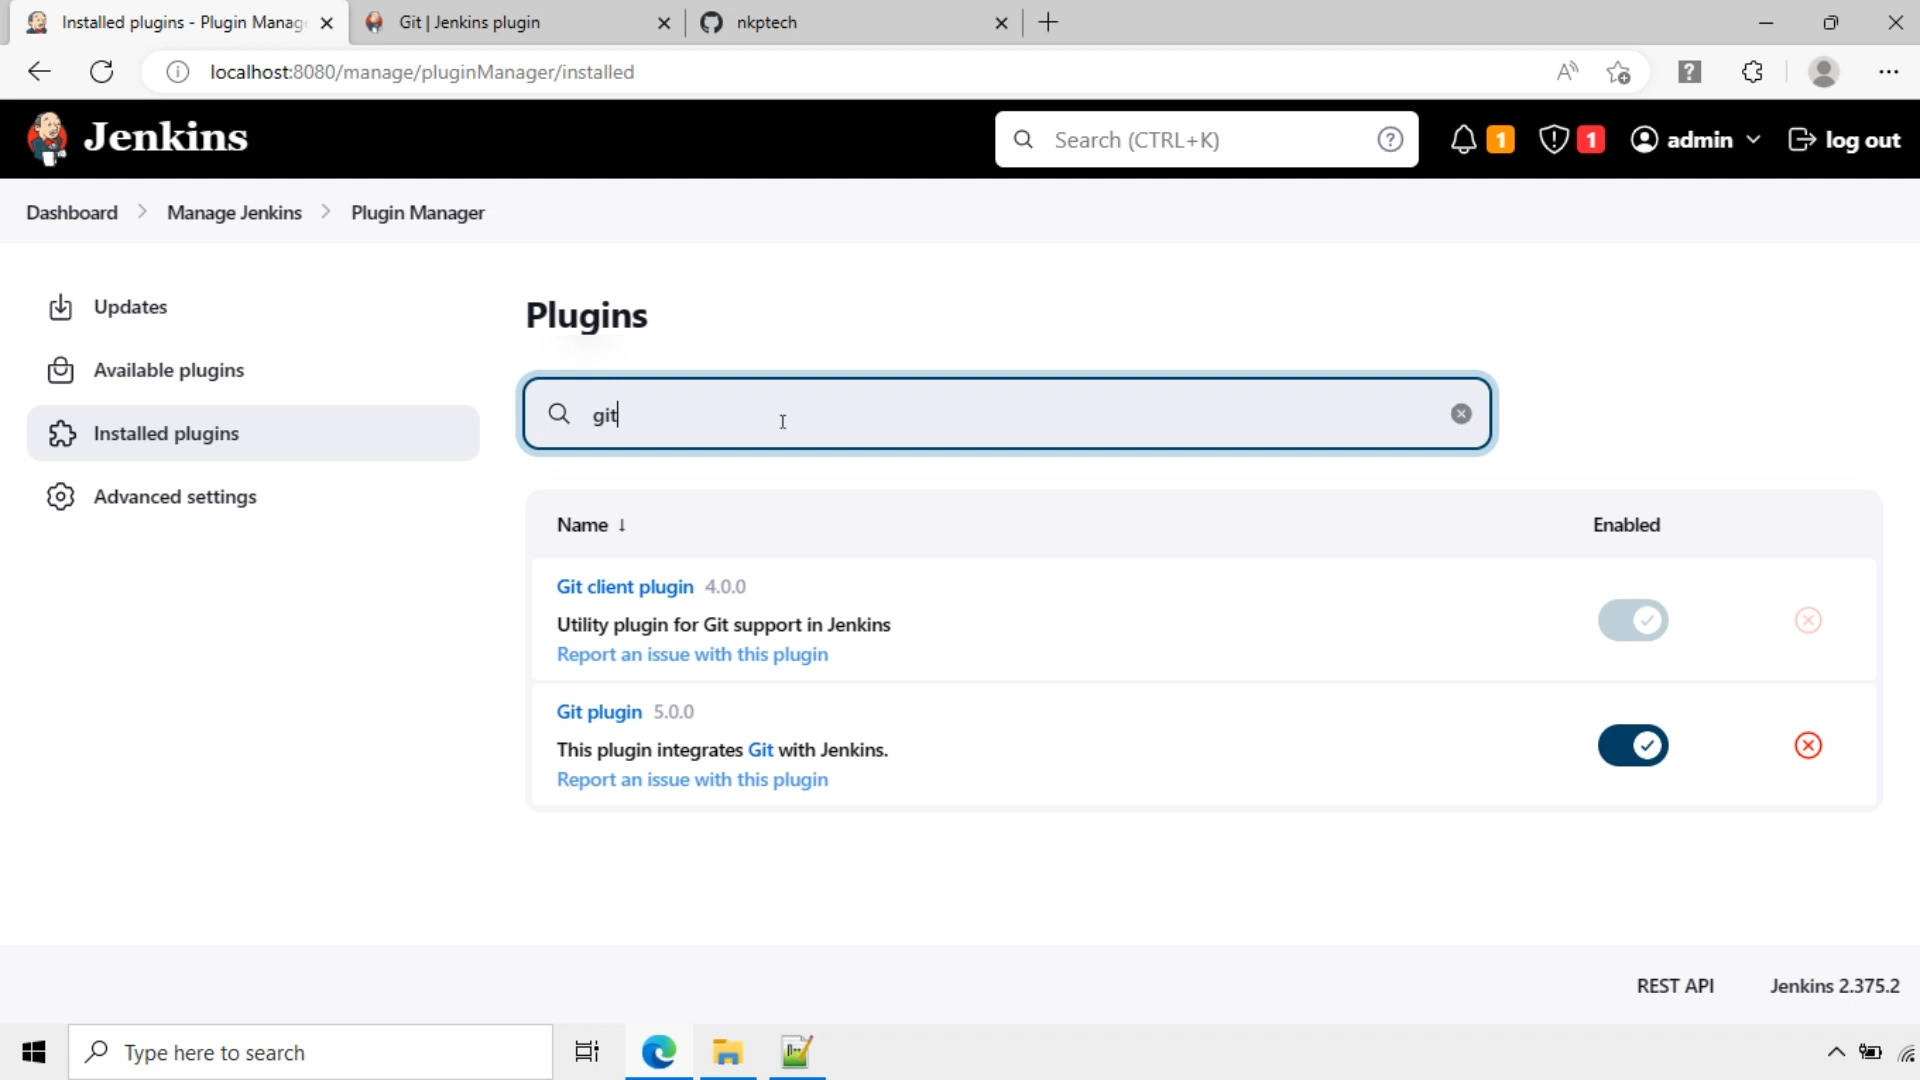 Installed plugins - Plugin Manag
Git | Jenkins plugin
nkptech
localhost:8080/manage/pluginManager/installed
Jenkins
Search (CTRL+K)
1
1
admin
log out
Dashboard
Manage Jenkins
Plugin Manager
Updates
Available plugins
Installed plugins
Advanced settings
Plugins
git
Name ↓
Enabled
Git client plugin 4.0.0
Utility plugin for Git support in Jenkins
Report an issue with this plugin
Git plugin 5.0.0
This plugin integrates Git with Jenkins.
Report an issue with this plugin
REST API
Jenkins 2.375.2
Type here to search